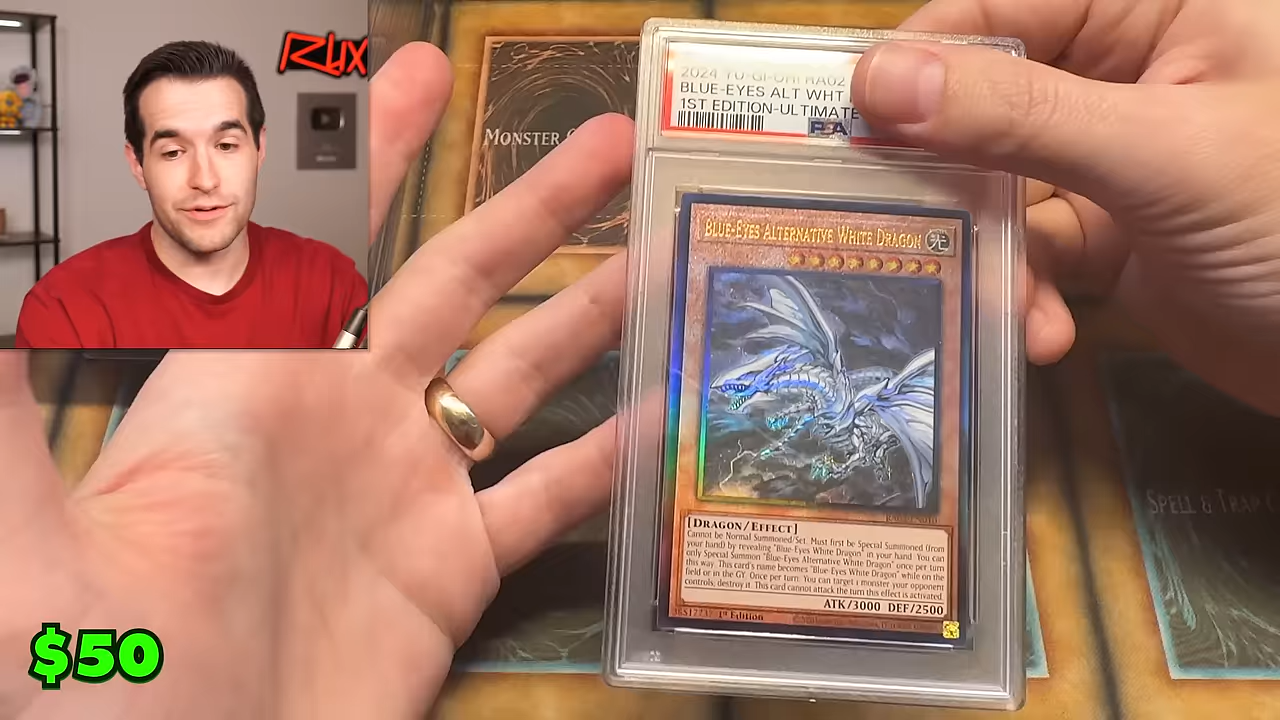 Rux
MONSTER
2024 YU-GI-OH! RA02
BLUE-EYES ALT WHT
1ST EDITION-ULTIMATE
PSA
BLUE-EYES ALTERNATIVE WHITE DRAGON
光
[DRAGON/EFFECT]
Cannot be Normal Summoned/Set. Must first be Special Summoned (from
your hand) by revealing "Blue-Eyes White Dragon" in your hand. You can
only Special Summon "Blue-Eyes Alternative White Dragon" once per turn
this way. This card's name becomes "Blue-Eyes White Dragon" while on the
field or in the GY. Once per turn: You can target 1 monster your opponent
controls; destroy it. This card cannot attack the turn this effect is activated.
ATK/3000 DEF/2500
1st Edition
SPELL & TRAP
$50